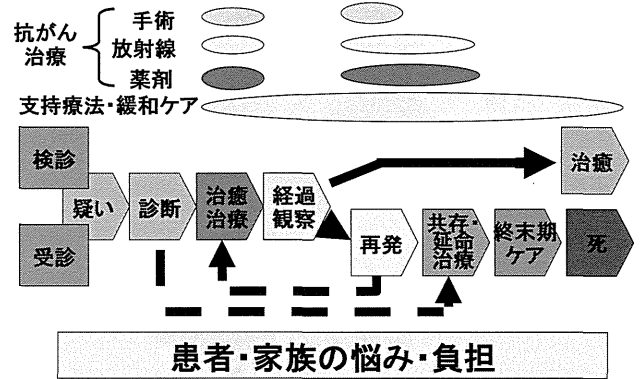 抗がん
治療
手術
放射線
薬剤
支持療法・緩和ケア
検診
受診
疑い
診断
治癒
治療
経過
観察
治癒
再発
共存・
延命
治療
終末期
ケア
死
患者・家族の悩み・負担